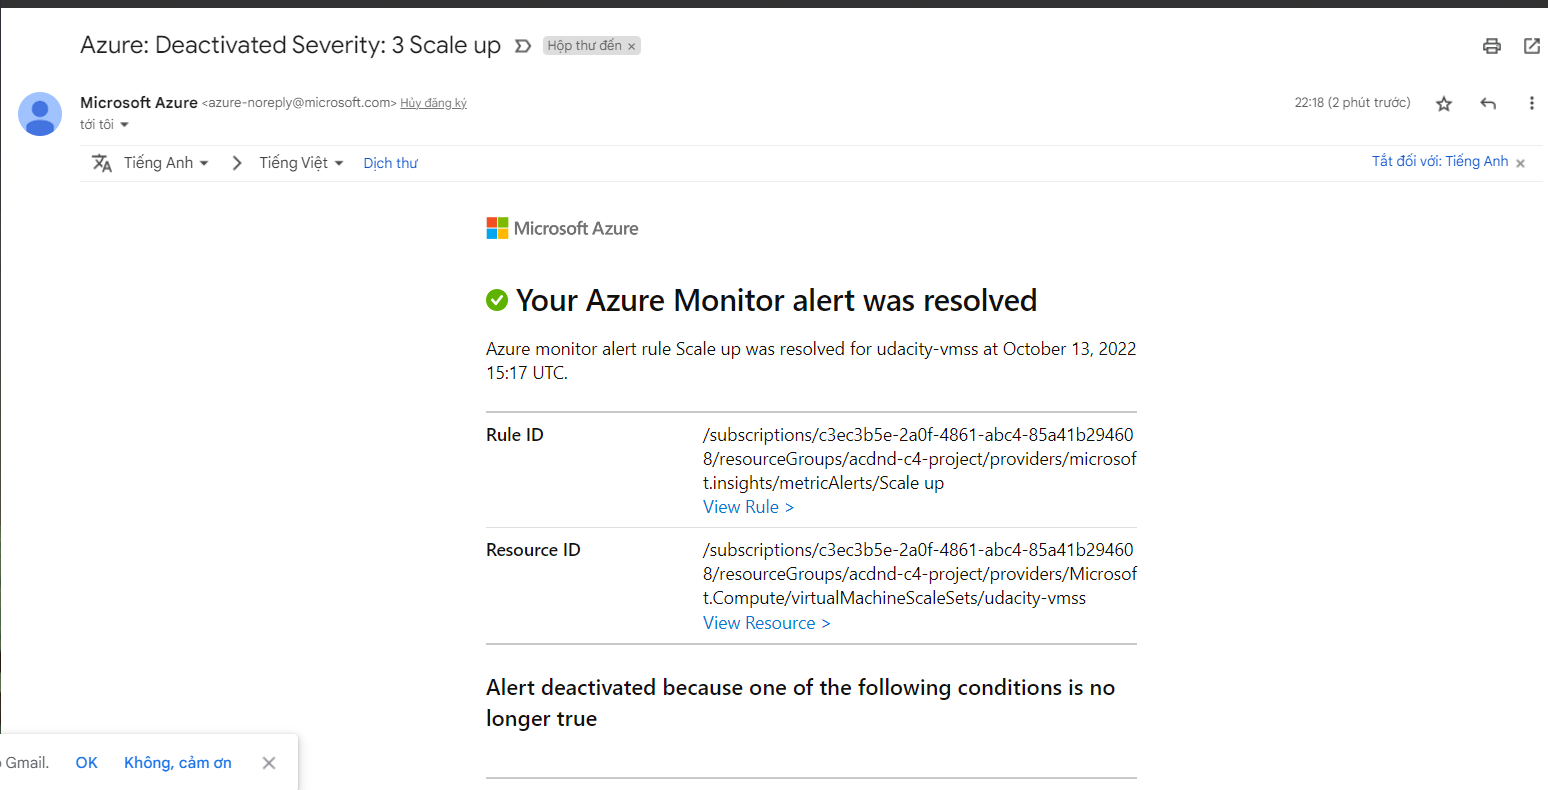 Azure: Deactivated Severity: 3 Scale up Hộp thư đến ×
Microsoft Azure <azure-noreply@microsoft.com> Hủy đăng ký 22:18 (2 phút trước)
tới tôi
Tiếng Anh Tiếng Việt Dịch thư Tắt đối với: Tiếng Anh ×
Microsoft Azure
Your Azure Monitor alert was resolved
Azure monitor alert rule Scale up was resolved for udacity-vmss at October 13, 2022
15:17 UTC.
Rule ID /subscriptions/c3ec3b5e-2a0f-4861-abc4-85a41b29460
8/resourceGroups/acdnd-c4-project/providers/microsof
t.insights/metricAlerts/Scale up
View Rule >
Resource ID /subscriptions/c3ec3b5e-2a0f-4861-abc4-85a41b29460
8/resourceGroups/acdnd-c4-project/providers/Microsof
t.Compute/virtualMachineScaleSets/udacity-vmss
View Resource >
Alert deactivated because one of the following conditions is no
longer true
Gmail. OK Không, cảm ơn